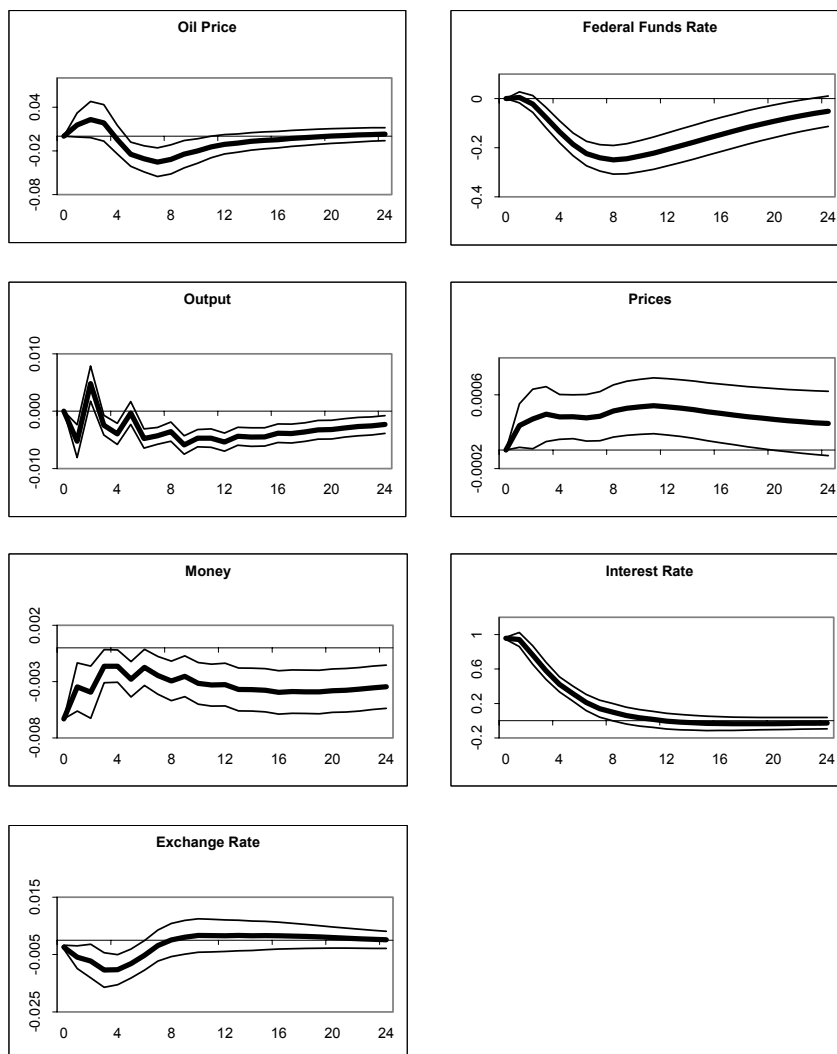 Oil Price
0.04
-0.02
-0.08
0 4 8 12 16 20 24
Federal Funds Rate
0
-0.2
-0.4
0 4 8 12 16 20 24
Output
0.010
0.000
-0.010
0 4 8 12 16 20 24
Prices
0.0006
-0.0002
0 4 8 12 16 20 24
Money
0.002
-0.003
-0.008
0 4 8 12 16 20 24
Interest Rate
1
0.6
0.2
-0.2
0 4 8 12 16 20 24
Exchange Rate
0.015
-0.005
-0.025
0 4 8 12 16 20 24